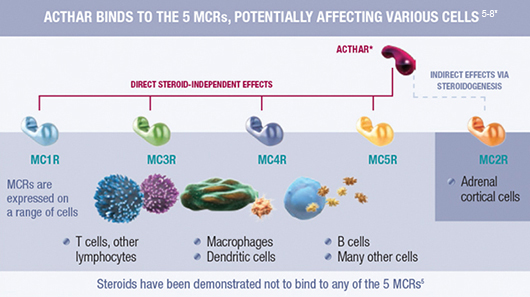 ACTHAR BINDS TO THE 5 MCRs, POTENTIALLY AFFECTING VARIOUS CELLS 5-8*
ACTHAR*
DIRECT STEROID-INDEPENDENT EFFECTS
INDIRECT EFFECTS VIA
STEROIDOGENESIS
MC1R
MC3R
MC4R
MC5R
MC2R
MCRs are
expressed on
a range of cells
• Adrenal
cortical cells
• T cells, other
lymphocytes
• Macrophages
• Dendritic cells
• B cells
• Many other cells
Steroids have been demonstrated not to bind to any of the 5 MCRs5